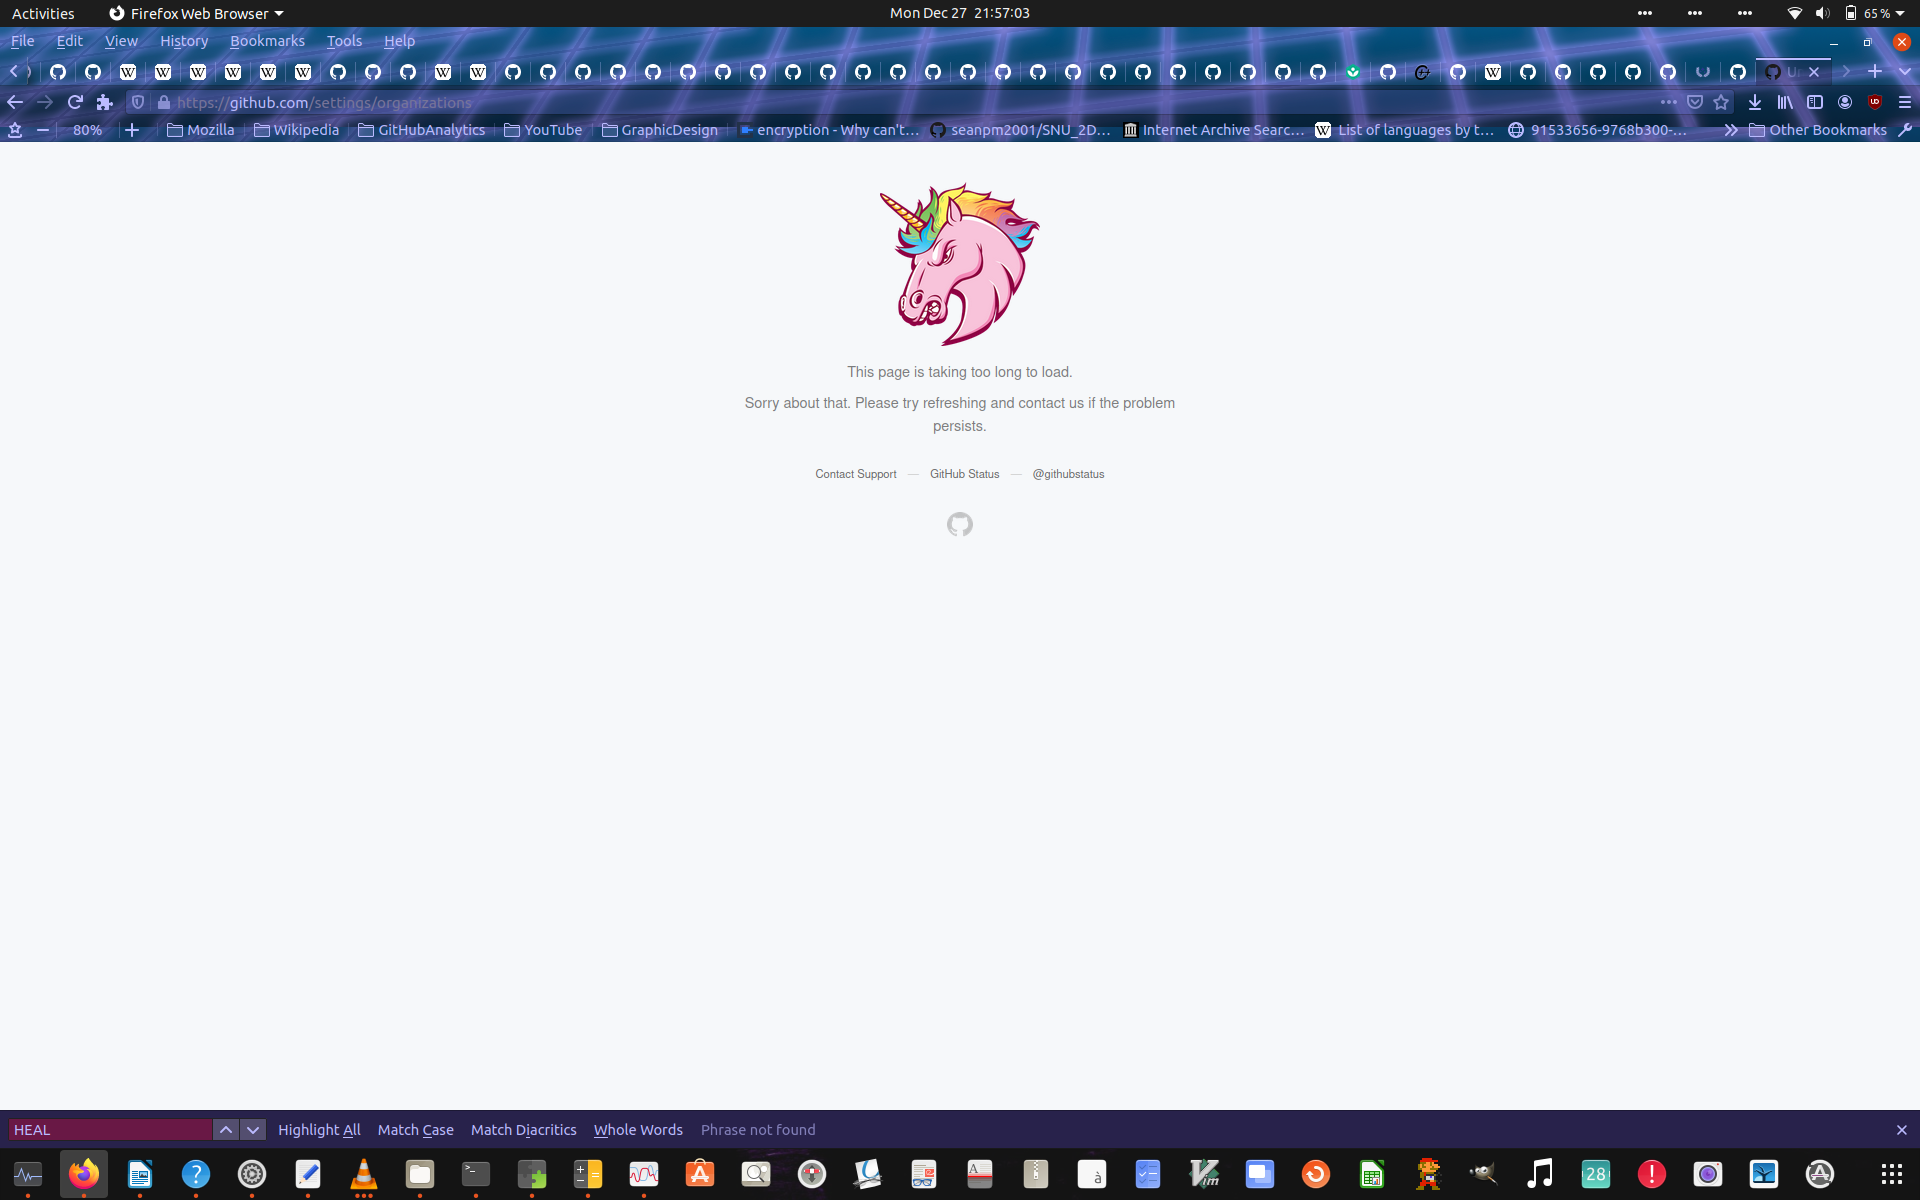 Activities
Firefox Web Browser
Mon Dec 27 21:57:03
65 %
File Edit View History Bookmarks Tools Help
https://github.com/settings/organizations
80%
Mozilla
Wikipedia
GitHubAnalytics
YouTube
GraphicDesign
encryption - Why can't…
seanpm2001/SNU_2D…
Internet Archive Searc…
List of languages by t…
91533656-9768b300-…
Other Bookmarks
This page is taking too long to load.
Sorry about that. Please try refreshing and contact us if the problem
persists.
Contact Support — GitHub Status — @githubstatus
HEAL
Highlight All
Match Case
Match Diacritics
Whole Words
Phrase not found
28